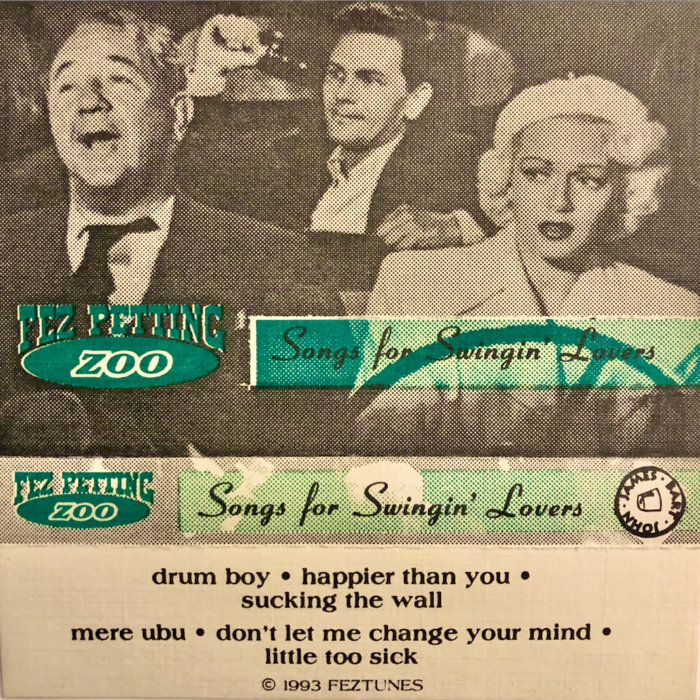 FEZ PETTING
ZOO
Songs for Swingin' Lovers
FEZ PETTING
ZOO
Songs for Swingin' Lovers
JAMES · BART · JOHN ·
drum boy • happier than you •
sucking the wall
mere ubu • don't let me change your mind •
little too sick
© 1993 FEZTUNES